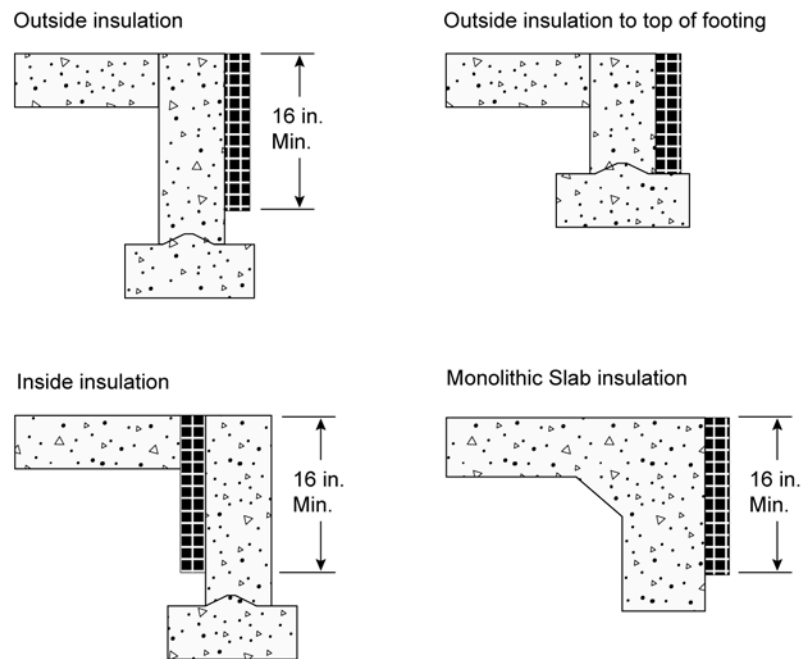 Outside insulation
16 in.
Min.
Outside insulation to top of footing
Inside insulation
16 in.
Min.
Monolithic Slab insulation
16 in.
Min.